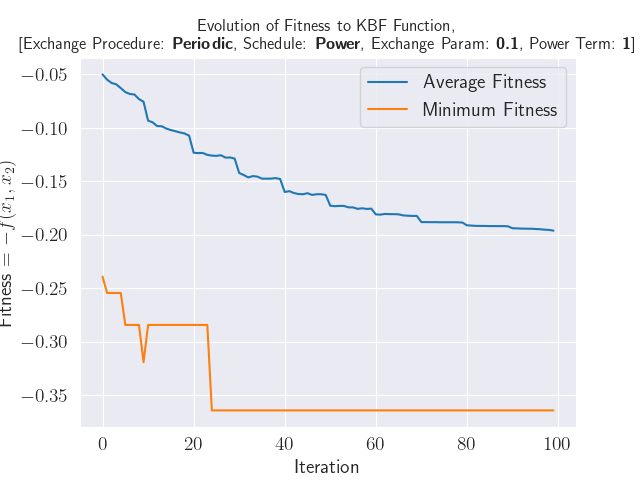 Evolution of Fitness to KBF Function,
[Exchange Procedure: Periodic, Schedule: Power, Exchange Param: 0.1, Power Term: 1]
Average Fitness
Minimum Fitness
Fitness = −f(x₁, x₂)
−0.05
−0.10
−0.15
−0.20
−0.25
−0.30
−0.35
0 20 40 60 80 100
Iteration